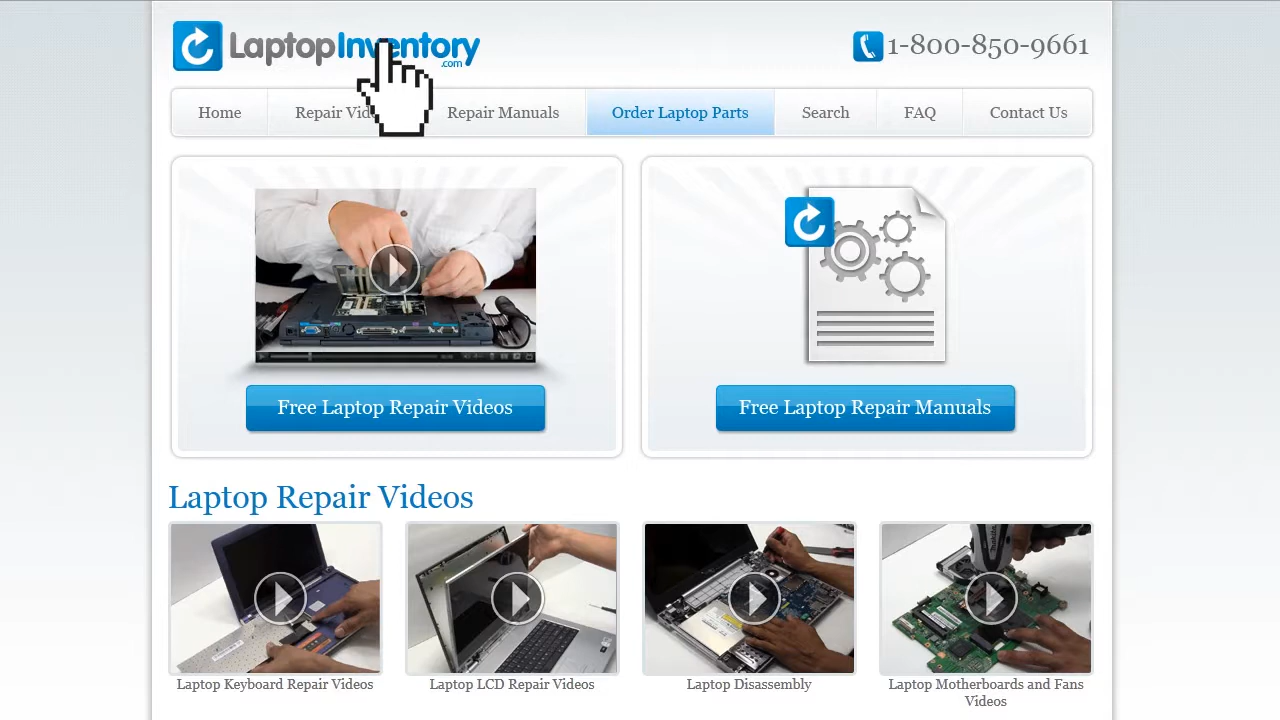 LaptopInventory
.com
1-800-850-9661
Home
Repair Vid
Repair Manuals
Order Laptop Parts
Search
FAQ
Contact Us
Free Laptop Repair Videos
Free Laptop Repair Manuals
Laptop Repair Videos
Laptop Keyboard Repair Videos
Laptop LCD Repair Videos
Laptop Disassembly
Laptop Motherboards and Fans
Videos